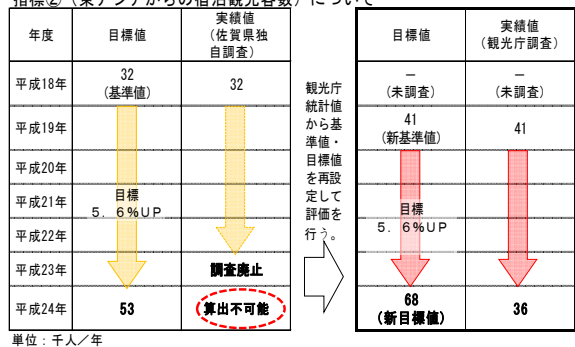 指標②(東アジアからの宿泊観光客数)について
年度 目標値 実績値(佐賀県独自調査)
平成18年 32(基準値) 32
平成19年
平成20年
平成21年 目標 5.6%UP
平成22年
平成23年 調査廃止
平成24年 53 算出不可能
単位:千人/年
観光庁
統計値
から基
準値・
目標値
を再設
定して
評価を
行う。
目標値 実績値(観光庁調査)
-(未調査) -(未調査)
41(新基準値) 41
目標
5.6%UP
68(新目標値) 36